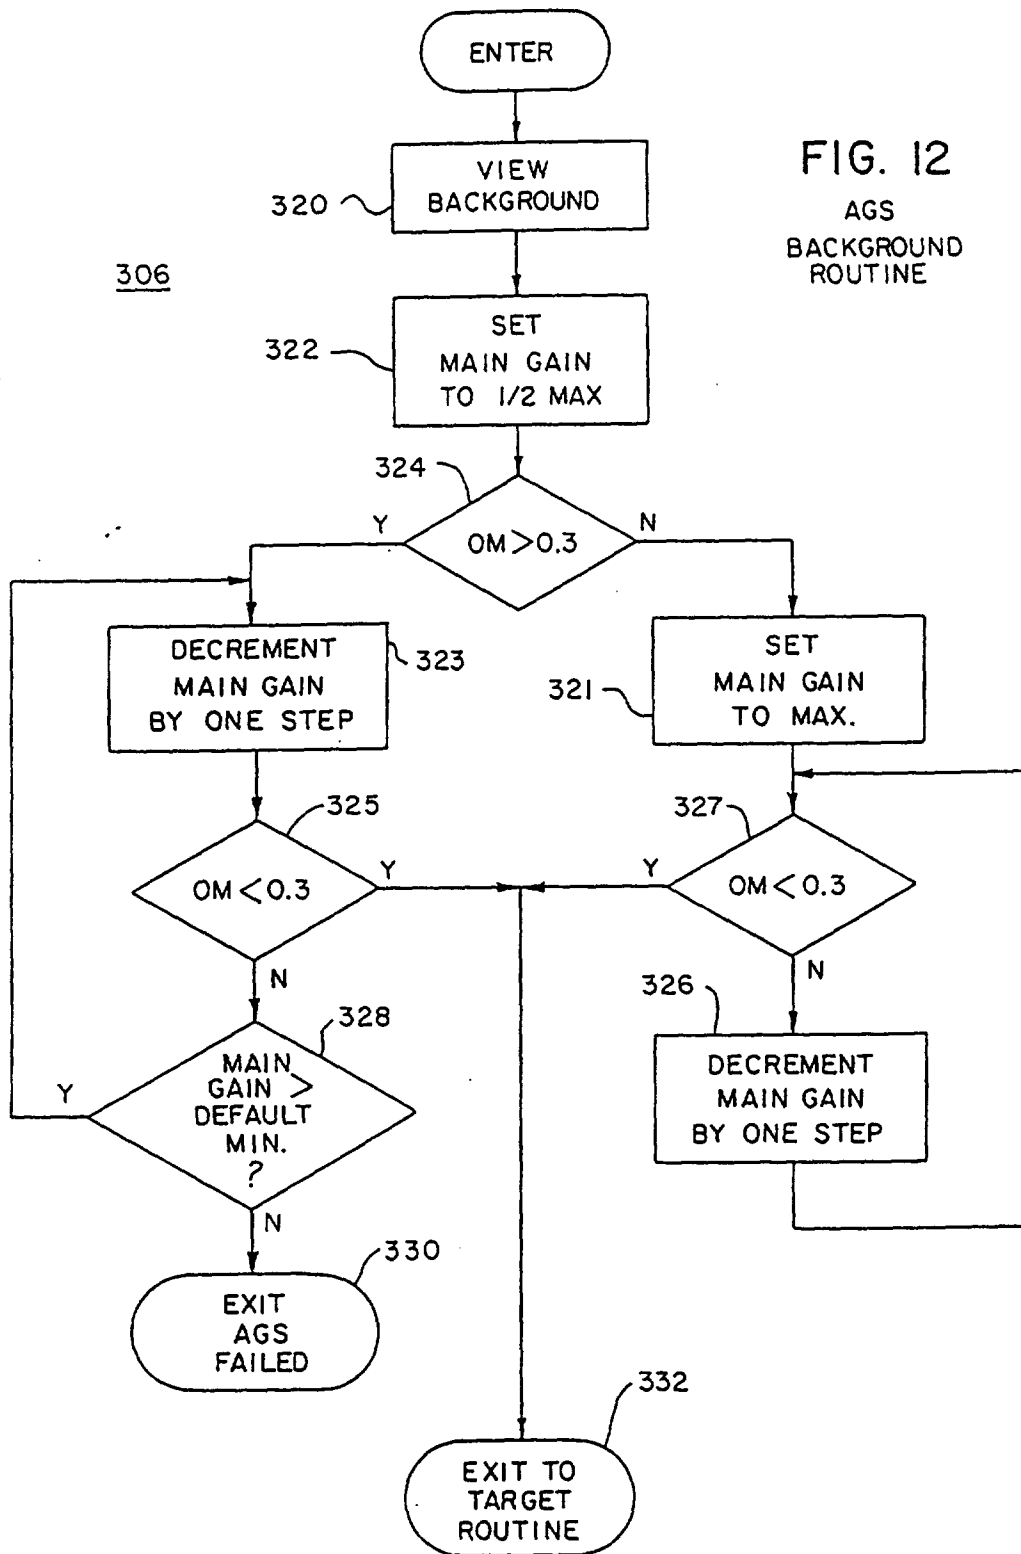 ENTER
FIG. 12
AGS
BACKGROUND
ROUTINE
VIEW
BACKGROUND
320
306
SET
MAIN GAIN
TO 1/2 MAX
322
324
Y
OM>0.3
N
DECREMENT
MAIN GAIN
BY ONE STEP
323
SET
MAIN GAIN
TO MAX.
321
325
OM<0.3
Y
N
327
Y
OM<0.3
N
328
MAIN
GAIN >
DEFAULT
MIN.
?
Y
N
326
DECREMENT
MAIN GAIN
BY ONE STEP
330
EXIT
AGS
FAILED
332
EXIT TO
TARGET
ROUTINE